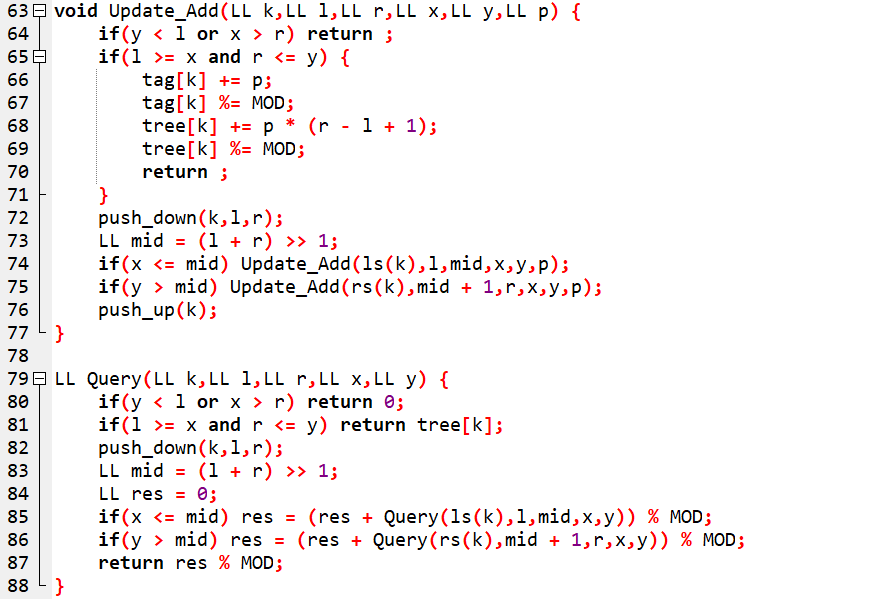 63 void Update_Add(LL k,LL l,LL r,LL x,LL y,LL p) {
64     if(y < l or x > r) return ;
65     if(l >= x and r <= y) {
66         tag[k] += p;
67         tag[k] %= MOD;
68         tree[k] += p * (r - l + 1);
69         tree[k] %= MOD;
70         return ;
71     }
72     push_down(k,l,r);
73     LL mid = (l + r) >> 1;
74     if(x <= mid) Update_Add(ls(k),l,mid,x,y,p);
75     if(y > mid) Update_Add(rs(k),mid + 1,r,x,y,p);
76     push_up(k);
77 }
78
79 LL Query(LL k,LL l,LL r,LL x,LL y) {
80     if(y < l or x > r) return 0;
81     if(l >= x and r <= y) return tree[k];
82     push_down(k,l,r);
83     LL mid = (l + r) >> 1;
84     LL res = 0;
85     if(x <= mid) res = (res + Query(ls(k),l,mid,x,y)) % MOD;
86     if(y > mid) res = (res + Query(rs(k),mid + 1,r,x,y)) % MOD;
87     return res % MOD;
88 }